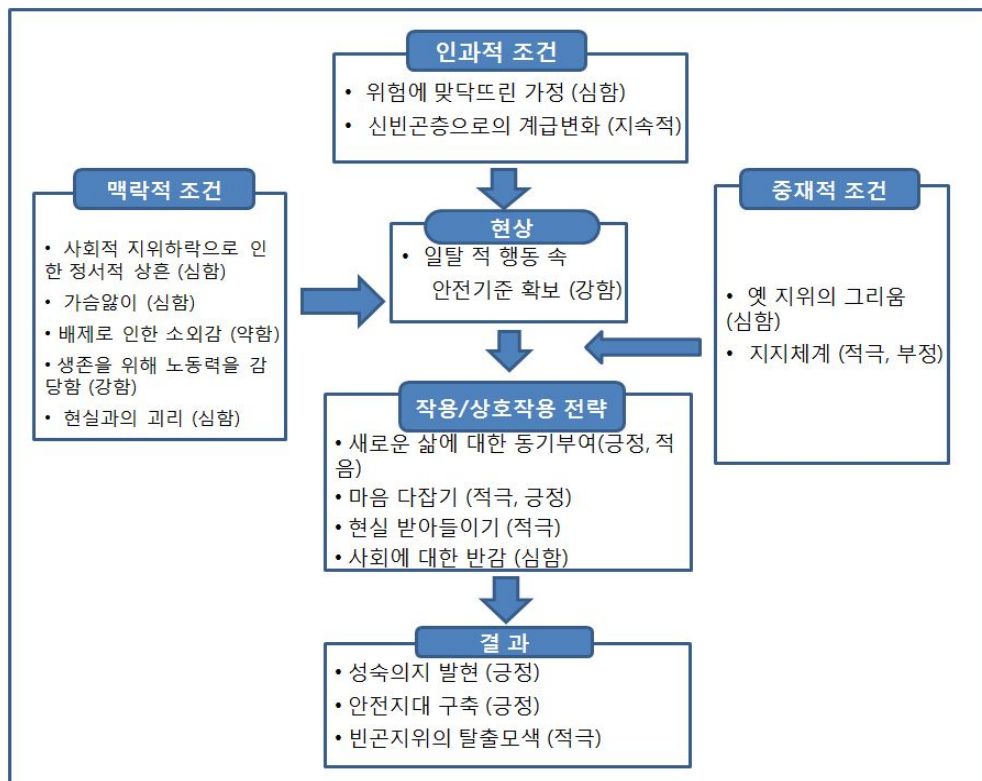 인과적 조건
• 위험에 맞닥뜨린 가정 (심함)
• 신빈곤층으로의 계급변화 (지속적)
맥락적 조건
• 사회적 지위하락으로 인
한 정서적 상흔 (심함)
• 가슴앓이 (심함)
• 배제로 인한 소외감 (약함)
• 생존을 위해 노동력을 감
당함 (강함)
• 현실과의 괴리 (심함)
현상
• 일탈 적 행동 속
안전기준 확보 (강함)
중재적 조건
• 옛 지위의 그리움
(심함)
• 지지체계 (적극, 부정)
작용/상호작용 전략
• 새로운 삶에 대한 동기부여(긍정, 적
음)
• 마음 다잡기 (적극, 긍정)
• 현실 받아들이기 (적극)
• 사회에 대한 반감 (심함)
결 과
• 성숙의지 발현 (긍정)
• 안전지대 구축 (긍정)
• 빈곤지위의 탈출모색 (적극)